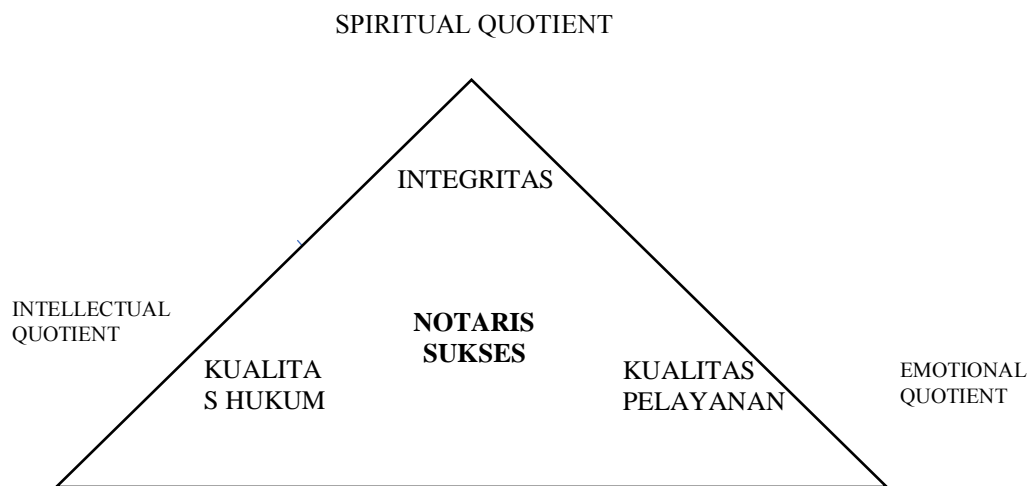 SPIRITUAL QUOTIENT
INTEGRITAS
INTELLECTUAL
QUOTIENT
NOTARIS
SUKSES
KUALITA
S HUKUM
KUALITAS
PELAYANAN
EMOTIONAL
QUOTIENT